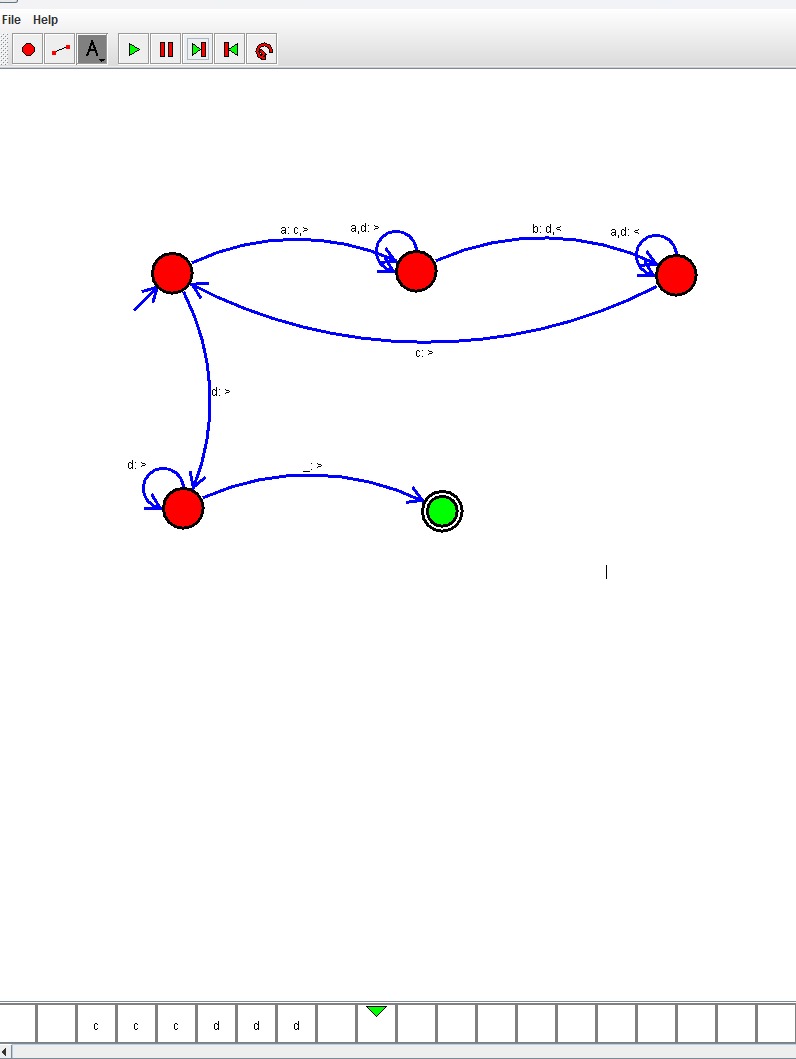 File Help
A
a: c,>
a,d: >
b: d,<
a,d: <
c: >
d: >
d: >
_: >
c c c d d d